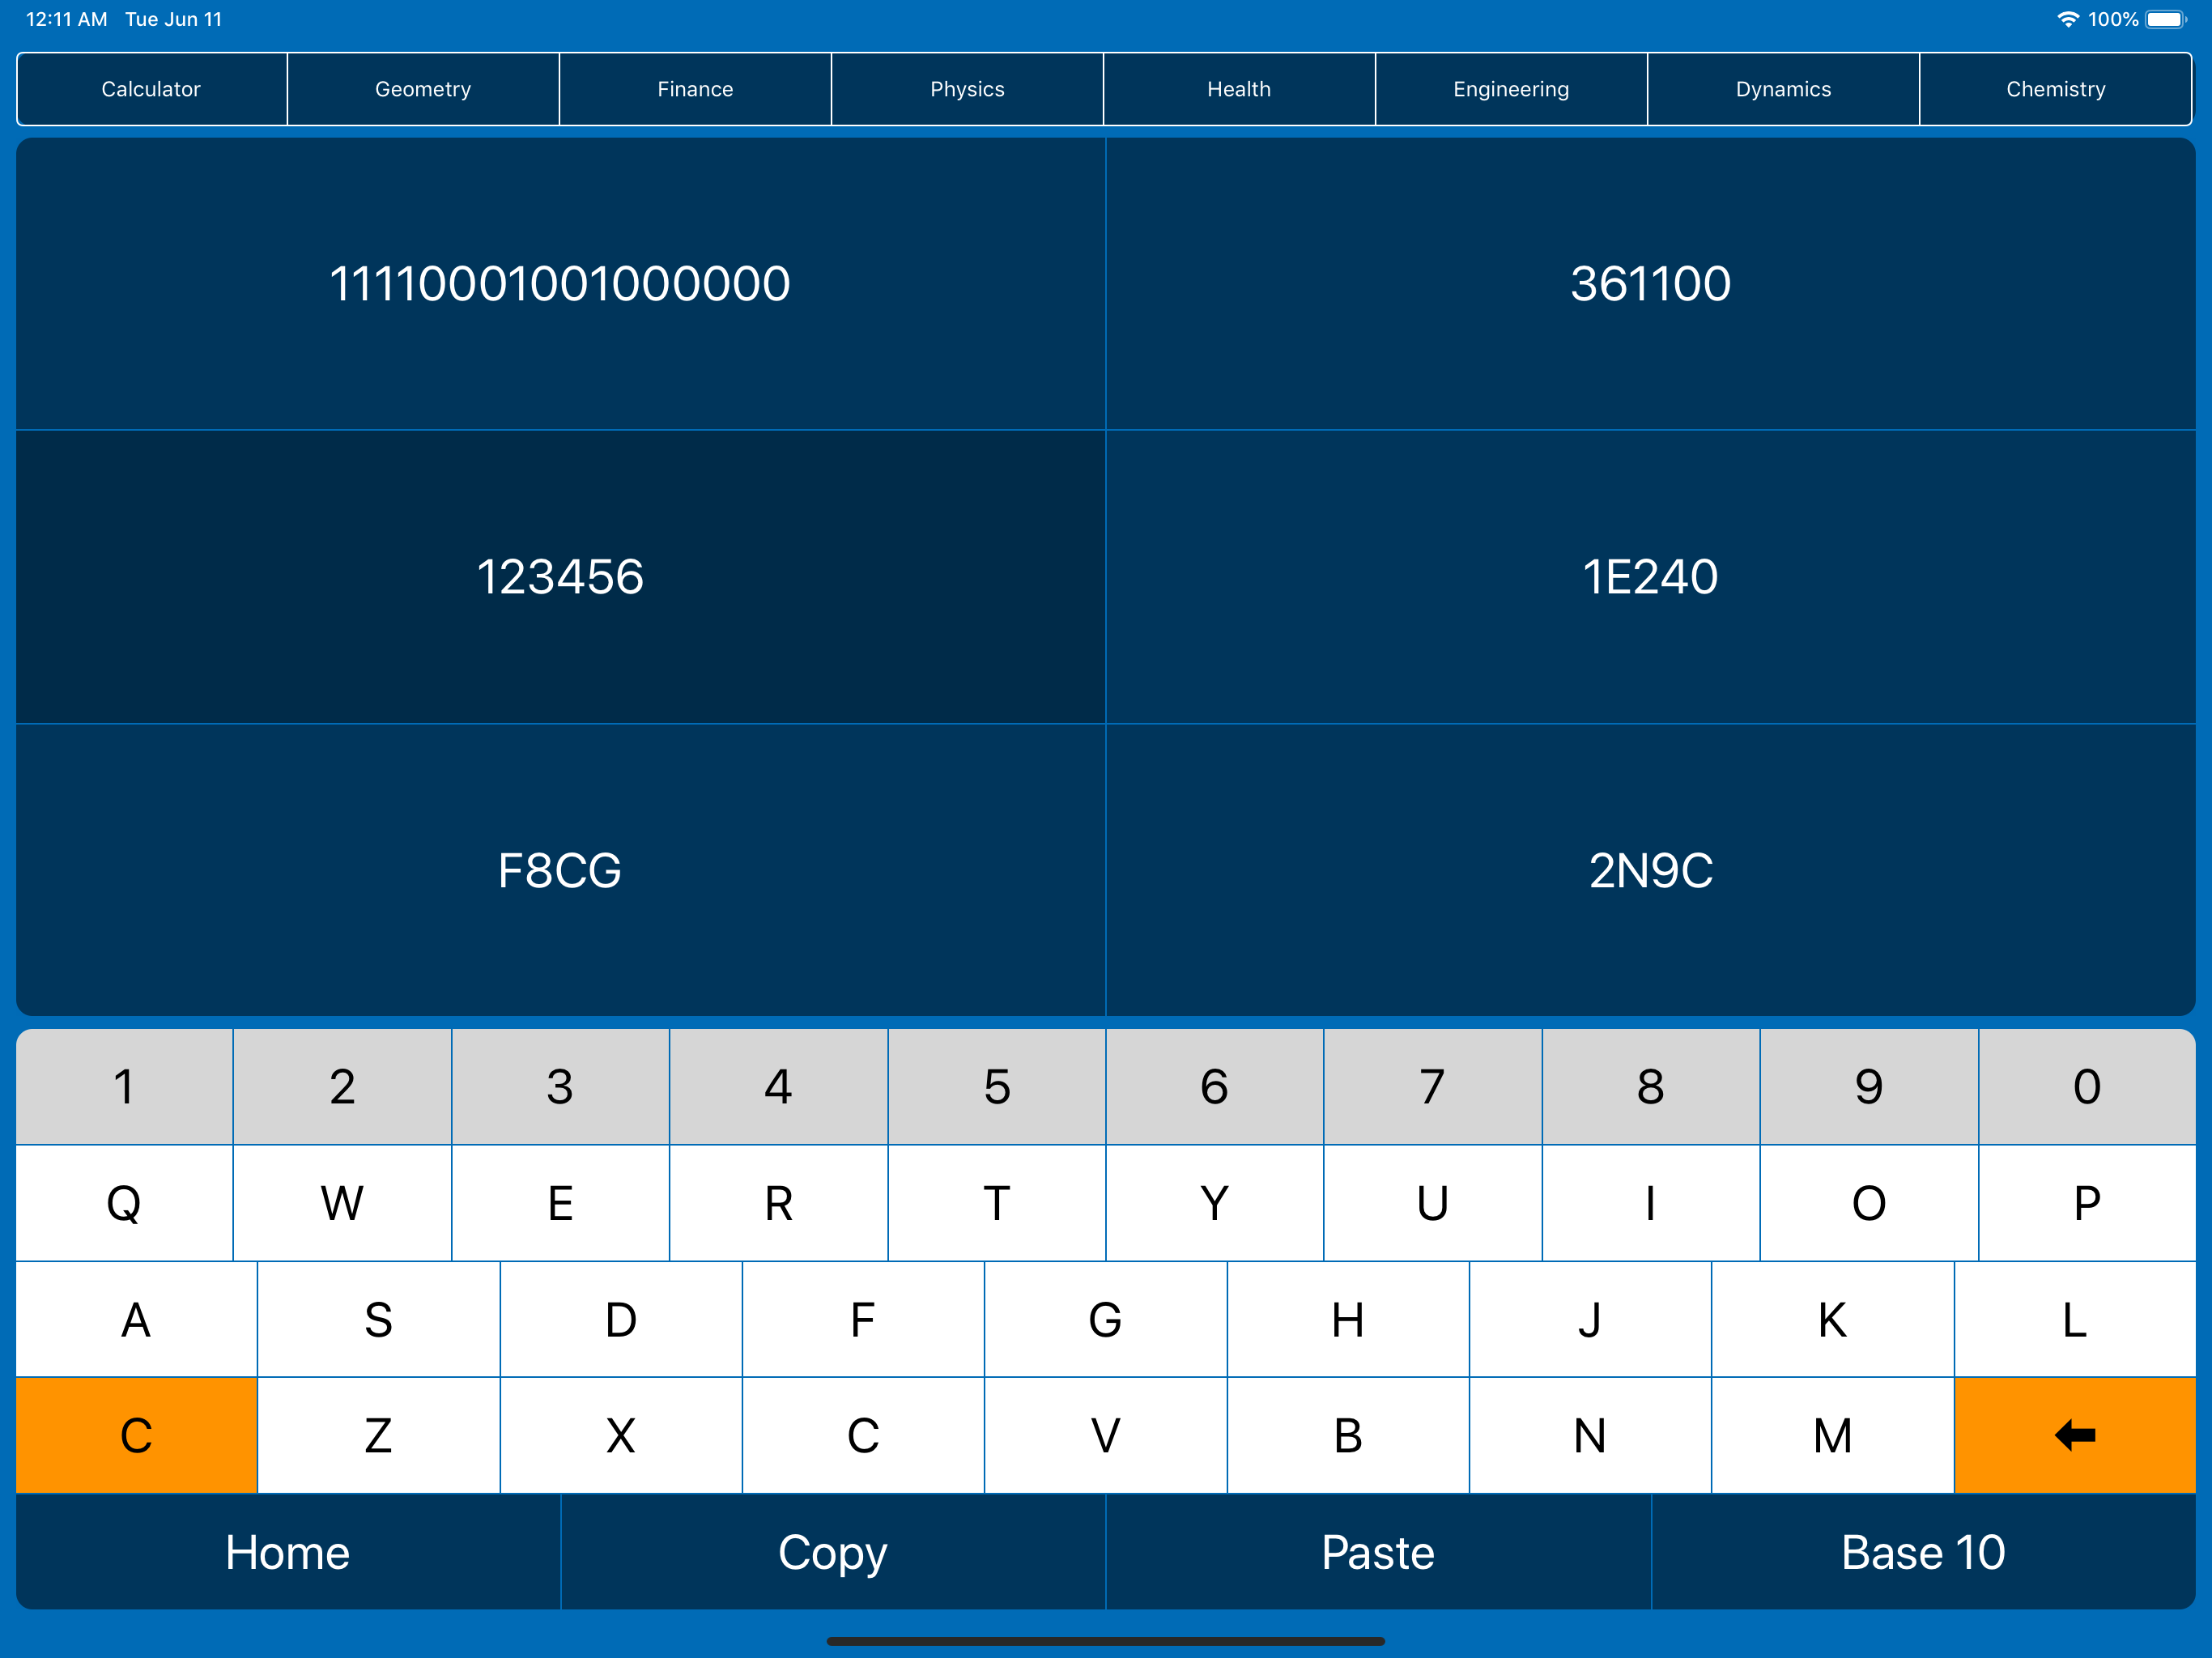 12:11 AM Tue Jun 11 100%
Calculator Geometry Finance Physics Health Engineering Dynamics Chemistry
11110001001000000 361100
123456 1E240
F8CG 2N9C
1 2 3 4 5 6 7 8 9 0
Q W E R T Y U I O P
A S D F G H J K L
C Z X C V B N M
Home Copy Paste Base 10